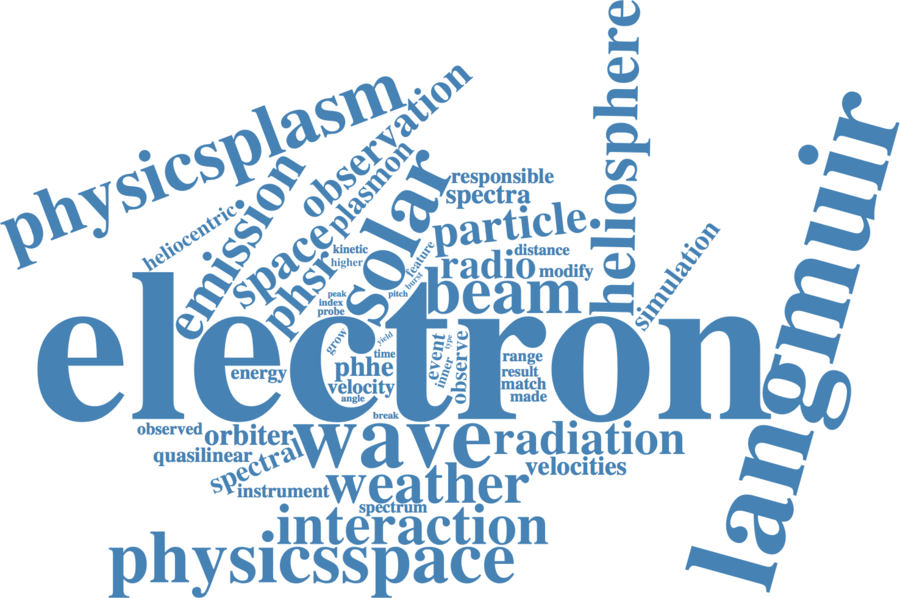 heliosphere
physicsplasm
observation
langmuir
emission
plasmon
solar
responsible
spectra
heliocentric
space
particle
phsr
kinetic
higher
feature
distance
simulation
radio
modify
burst
beam
peak
pitch
index
probe
electron
grow
yield
type
event
inner
observe
time
range
phhe
energy
result
velocity
match
angle
made
break
observed
orbiter
wave
radiation
quasilinear
spectral
velocities
instrument
weather
spectrum
interaction
physicsspace